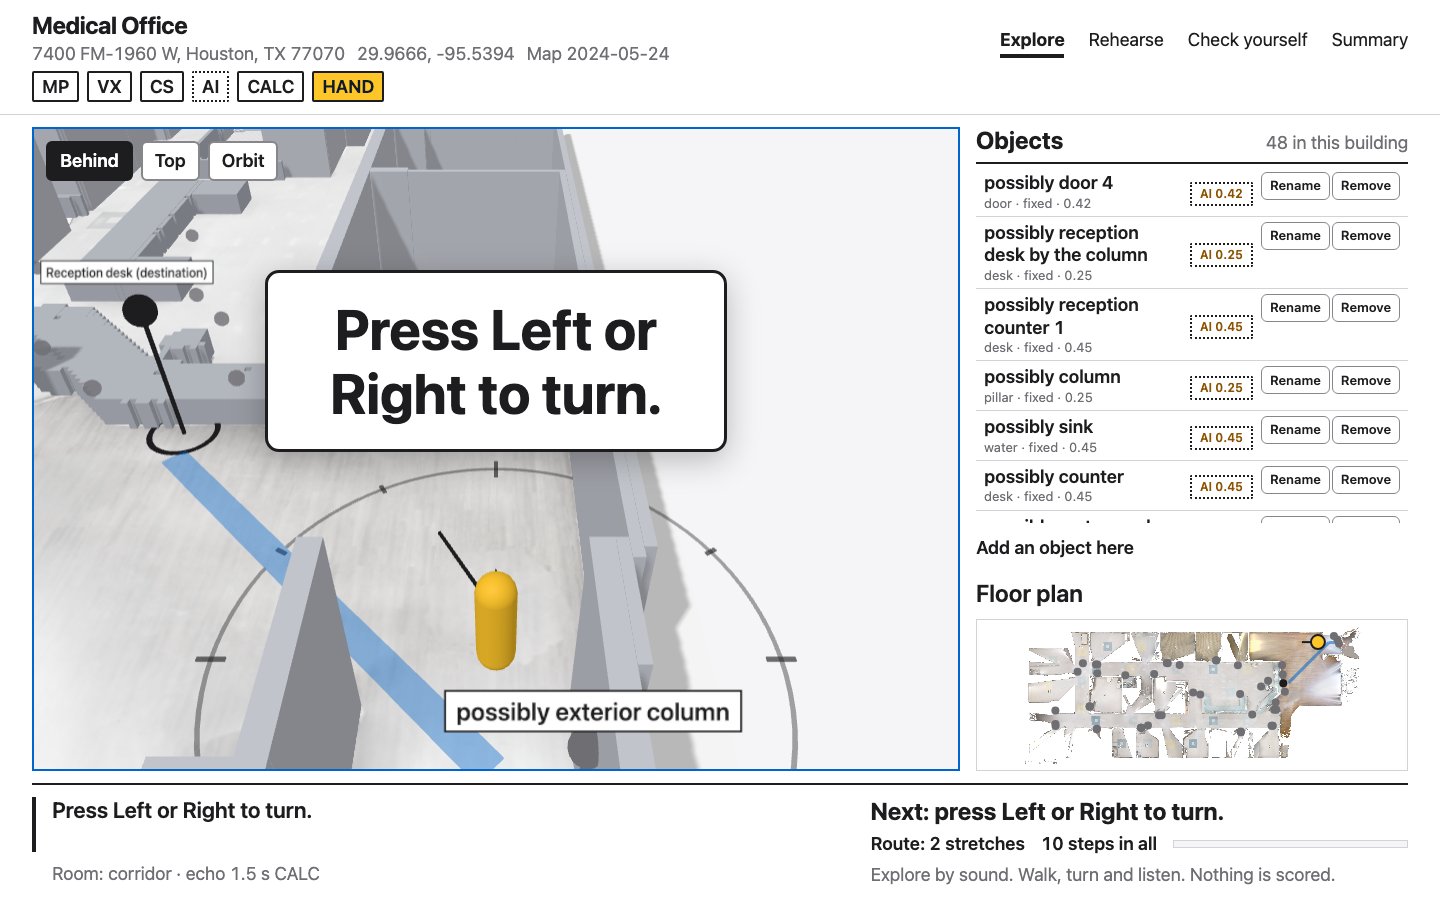 Medical Office
7400 FM-1960 W, Houston, TX 77070 29.9666, -95.5394 Map 2024-05-24
MP VX CS AI CALC HAND
Explore Rehearse Check yourself Summary
Behind Top Orbit
Reception desk (destination)
Press Left or
Right to turn.
possibly exterior column
Objects 48 in this building
possibly door 4
door · fixed · 0.42
AI 0.42 Rename Remove
possibly reception
desk by the column
desk · fixed · 0.25
AI 0.25 Rename Remove
possibly reception
counter 1
desk · fixed · 0.45
AI 0.45 Rename Remove
possibly column
pillar · fixed · 0.25
AI 0.25 Rename Remove
possibly sink
water · fixed · 0.45
AI 0.45 Rename Remove
possibly counter
desk · fixed · 0.45
AI 0.45 Rename Remove
Add an object here
Floor plan
Press Left or Right to turn.
Room: corridor · echo 1.5 s CALC
Next: press Left or Right to turn.
Route: 2 stretches 10 steps in all
Explore by sound. Walk, turn and listen. Nothing is scored.